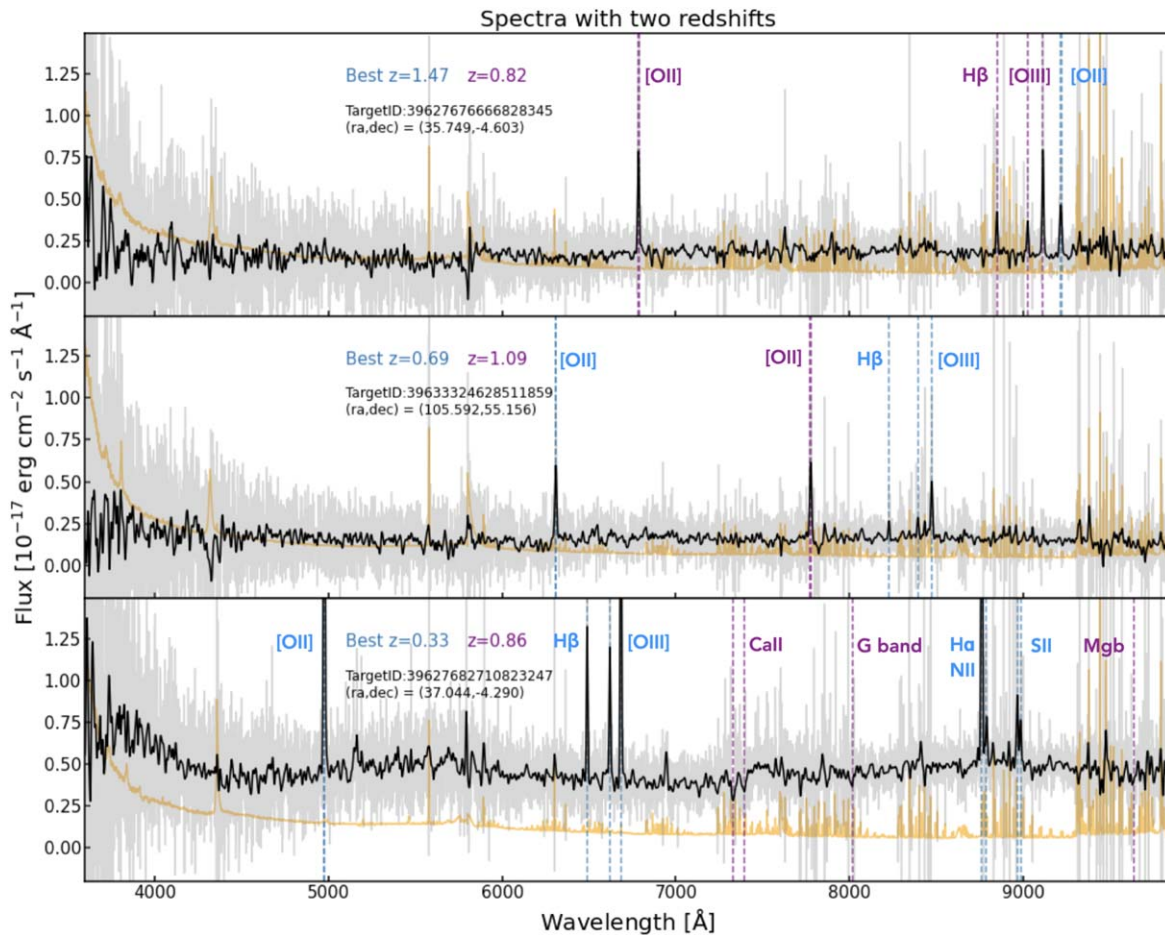 Spectra with two redshifts
Best z=1.47 z=0.82
TargetID:39627676666828345
(ra,dec) = (35.749,-4.603)
[OII]
Hβ
[OIII]
[OII]
1.25
1.00
0.75
0.50
0.25
0.00
Best z=0.69 z=1.09
TargetID:39633324628511859
(ra,dec) = (105.592,55.156)
[OII]
[OII]
Hβ
[OIII]
1.25
1.00
0.75
0.50
0.25
0.00
Flux [10⁻¹⁷ erg cm⁻² s⁻¹ Å⁻¹]
[OII]
Best z=0.33 z=0.86
TargetID:39627682710823247
(ra,dec) = (37.044,-4.290)
Hβ
[OIII]
CaII
G band
Hα
NII
SII
Mgb
1.25
1.00
0.75
0.50
0.25
0.00
4000 5000 6000 7000 8000 9000
Wavelength [Å]